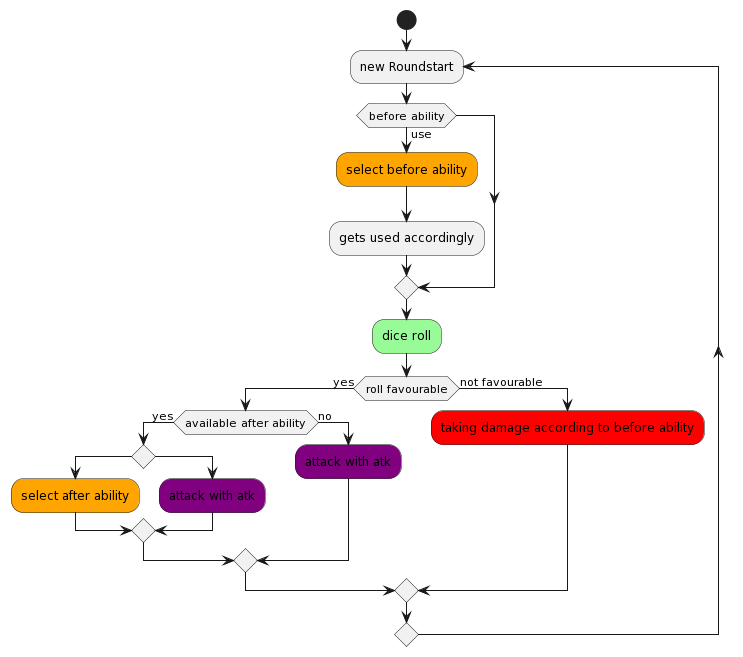 new Roundstart
before ability
use
select before ability
gets used accordingly
dice roll
yes
roll favourable
not favourable
yes
available after ability
no
taking damage according to before ability
attack with atk
select after ability
attack with atk